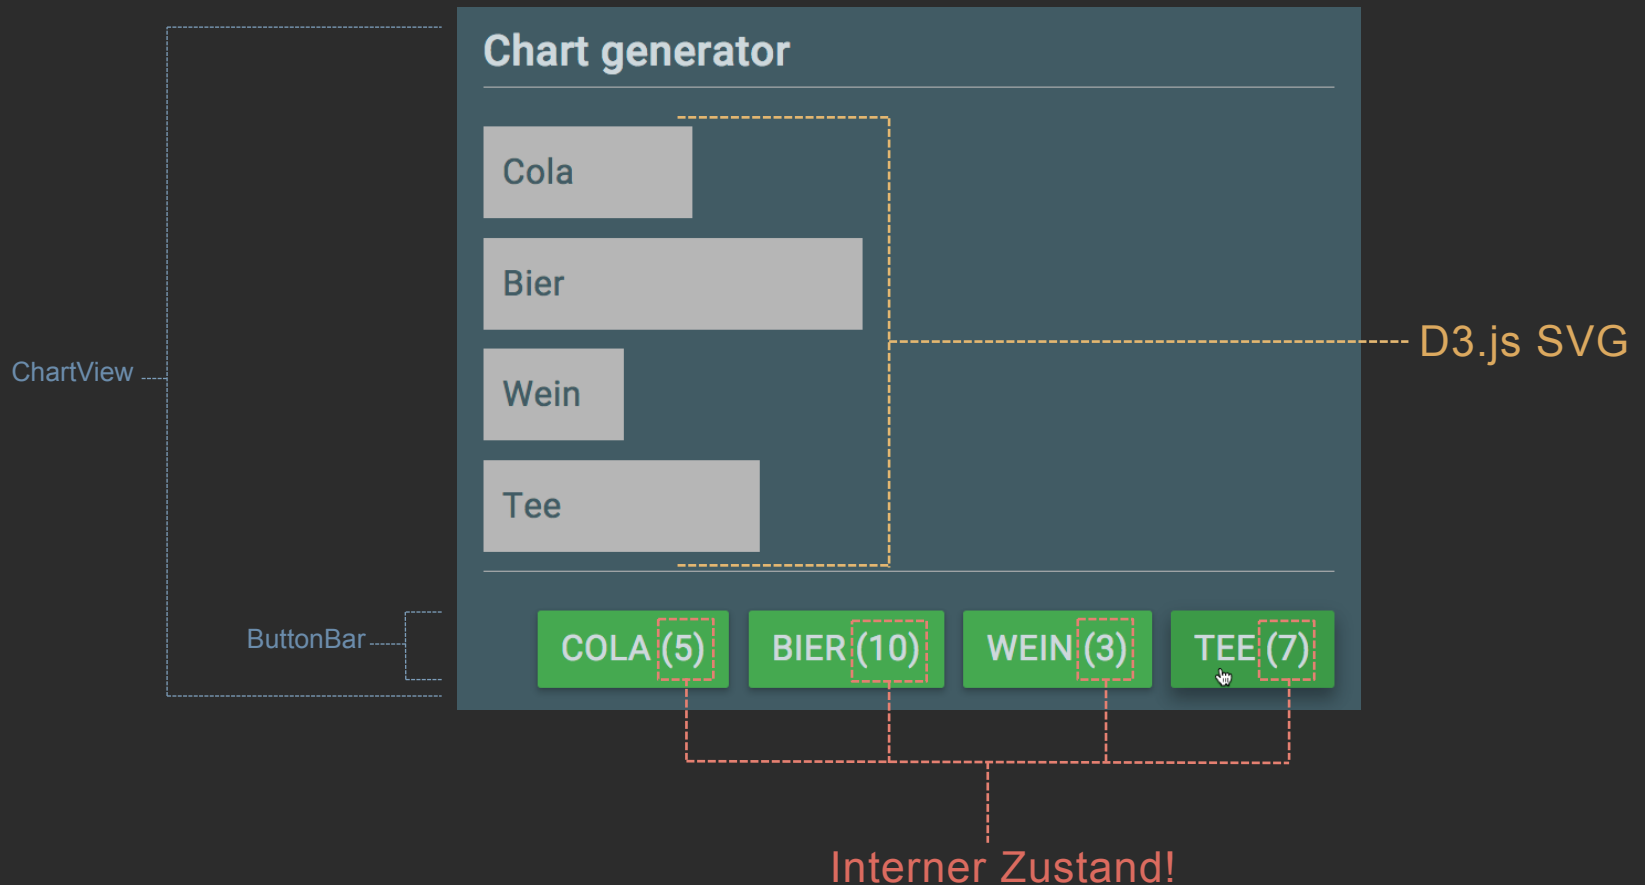 Chart generator
Cola
Bier
Wein
Tee
D3.js SVG
ChartView
ButtonBar
COLA (5)
BIER (10)
WEIN (3)
TEE (7)
Interner Zustand!